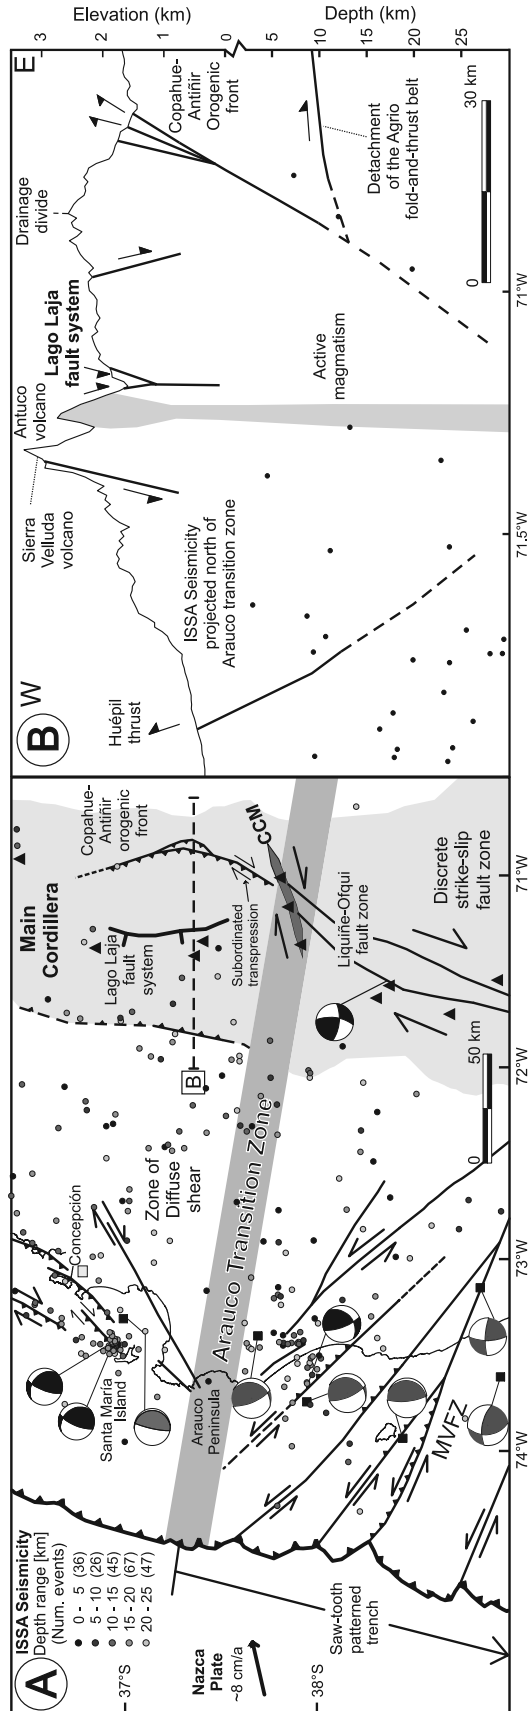 A
ISSA Seismicity
Depth range [km]
(Num. events)
0 - 5 (36)
5 - 10 (26)
10 - 15 (45)
15 - 20 (67)
20 - 25 (47)
37°S
38°S
Nazca
Plate
~8 cm/a
Saw-tooth
patterned
trench
Santa María
Island
Concepción
Arauco
Peninsula
Arauco Transition Zone
MVFZ
Zone of
Diffuse
shear
B
Main
Cordillera
Lago Laja
fault
system
Copahue-
Antiñir
orogenic
front
Subordinated
transpression
CCM
Liquiñe-Ofqui
fault zone
Discrete
strike-slip
fault zone
0
50 km
74°W
73°W
72°W
71°W
B
W
E
Huépil
thrust
Sierra
Velluda
volcano
Antuco
volcano
Lago Laja
fault system
Drainage
divide
Copahue-
Antiñir
Orogenic
front
ISSA Seismicity
projected north of
Arauco transition zone
Active
magmatism
Detachment
of the Agrio
fold-and-thrust belt
0
30 km
71.5°W
71°W
Elevation (km)
3
2
1
0
Depth (km)
5
10
15
20
25